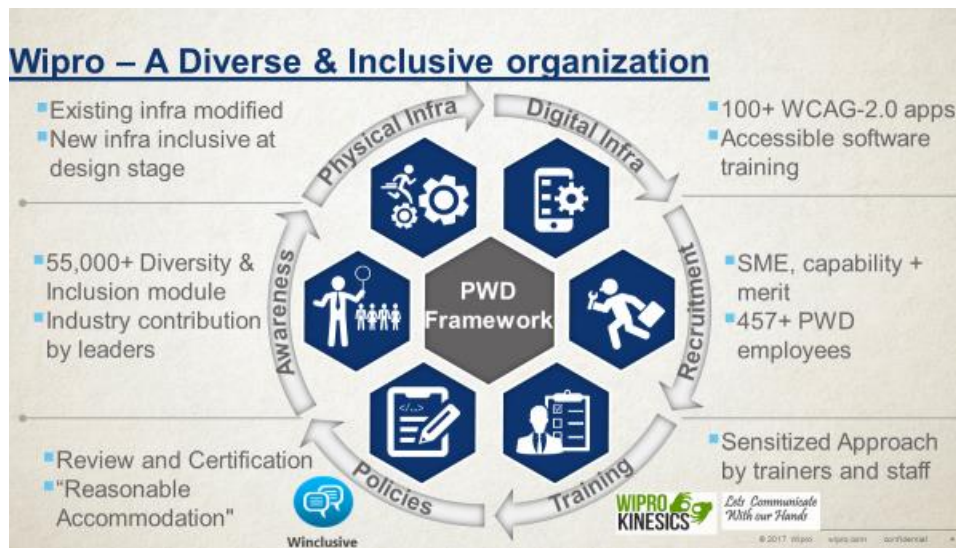 Wipro – A Diverse & Inclusive organization
Existing infra modified
New infra inclusive at
design stage
Physical Infra
Digital Infra
100+ WCAG-2.0 apps
Accessible software
training
55,000+ Diversity &
Inclusion module
Industry contribution
by leaders
Awareness
PWD
Framework
Recruitment
SME, capability +
merit
457+ PWD
employees
Review and Certification
"Reasonable
Accommodation"
Policies
</...>
Training
Sensitized Approach
by trainers and staff
Winclusive
WIPRO
KINESICS
Lets Communicate
With our Hands
© 2017 Wipro wipro.com confidential